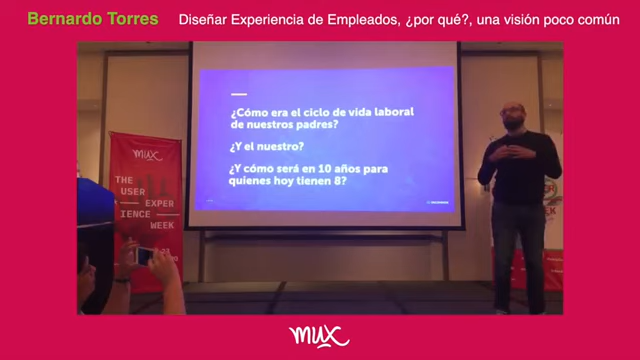 Bernardo Torres Diseñar Experiencia de Empleados, ¿por qué?, una visión poco común
¿Cómo era el ciclo de vida laboral
de nuestros padres?
¿Y el nuestro?
¿Y cómo será en 10 años para
quienes hoy tienen 8?
mux
THE
USER
EXPER
IENCE
WEEK
mux